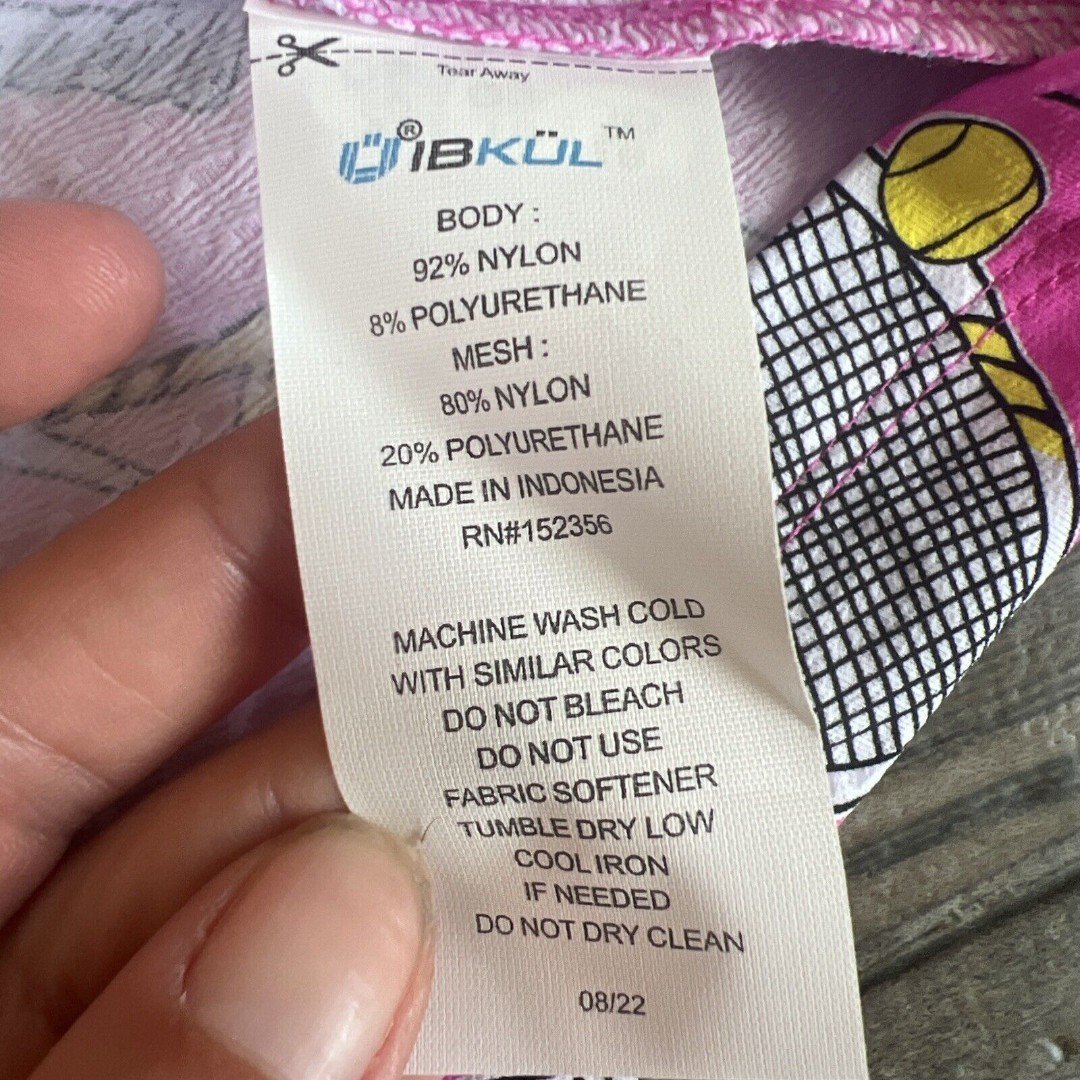 Tear Away
® IBKÜL ™
BODY :
92% NYLON
8% POLYURETHANE
MESH :
80% NYLON
20% POLYURETHANE
MADE IN INDONESIA
RN#152356
MACHINE WASH COLD
WITH SIMILAR COLORS
DO NOT BLEACH
DO NOT USE
FABRIC SOFTENER
TUMBLE DRY LOW
COOL IRON
IF NEEDED
DO NOT DRY CLEAN
08/22